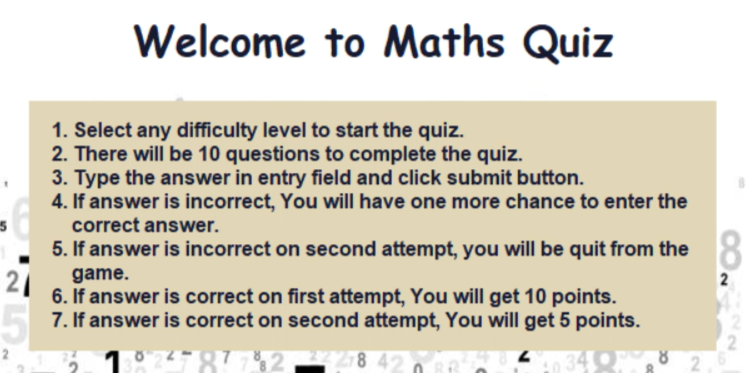 Welcome to Maths Quiz
1. Select any difficulty level to start the quiz.
2. There will be 10 questions to complete the quiz.
3. Type the answer in entry field and click submit button.
4. If answer is incorrect, You will have one more chance to enter the
correct answer.
5. If answer is incorrect on second attempt, you will be quit from the
game.
6. If answer is correct on first attempt, You will get 10 points.
7. If answer is correct on second attempt, You will get 5 points.